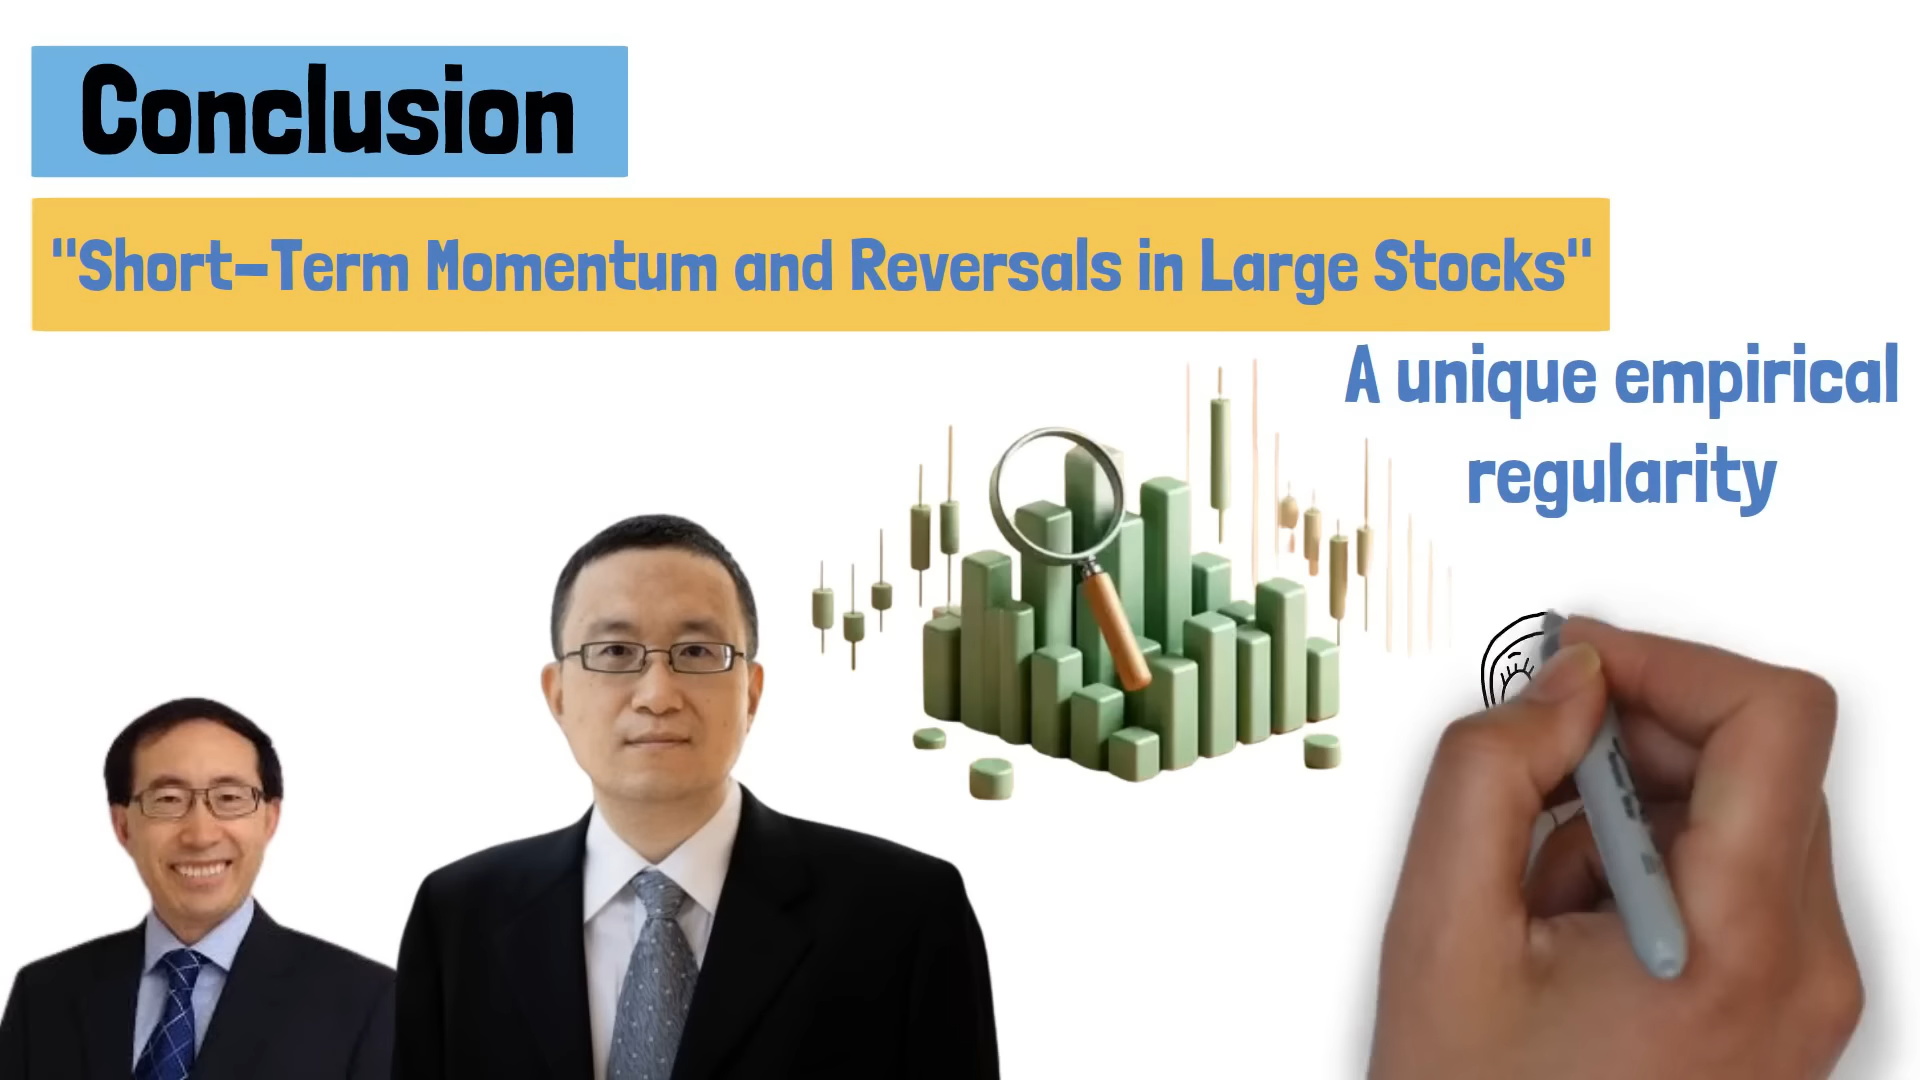 Conclusion
"Short-Term Momentum and Reversals in Large Stocks"
A unique empirical
regularity